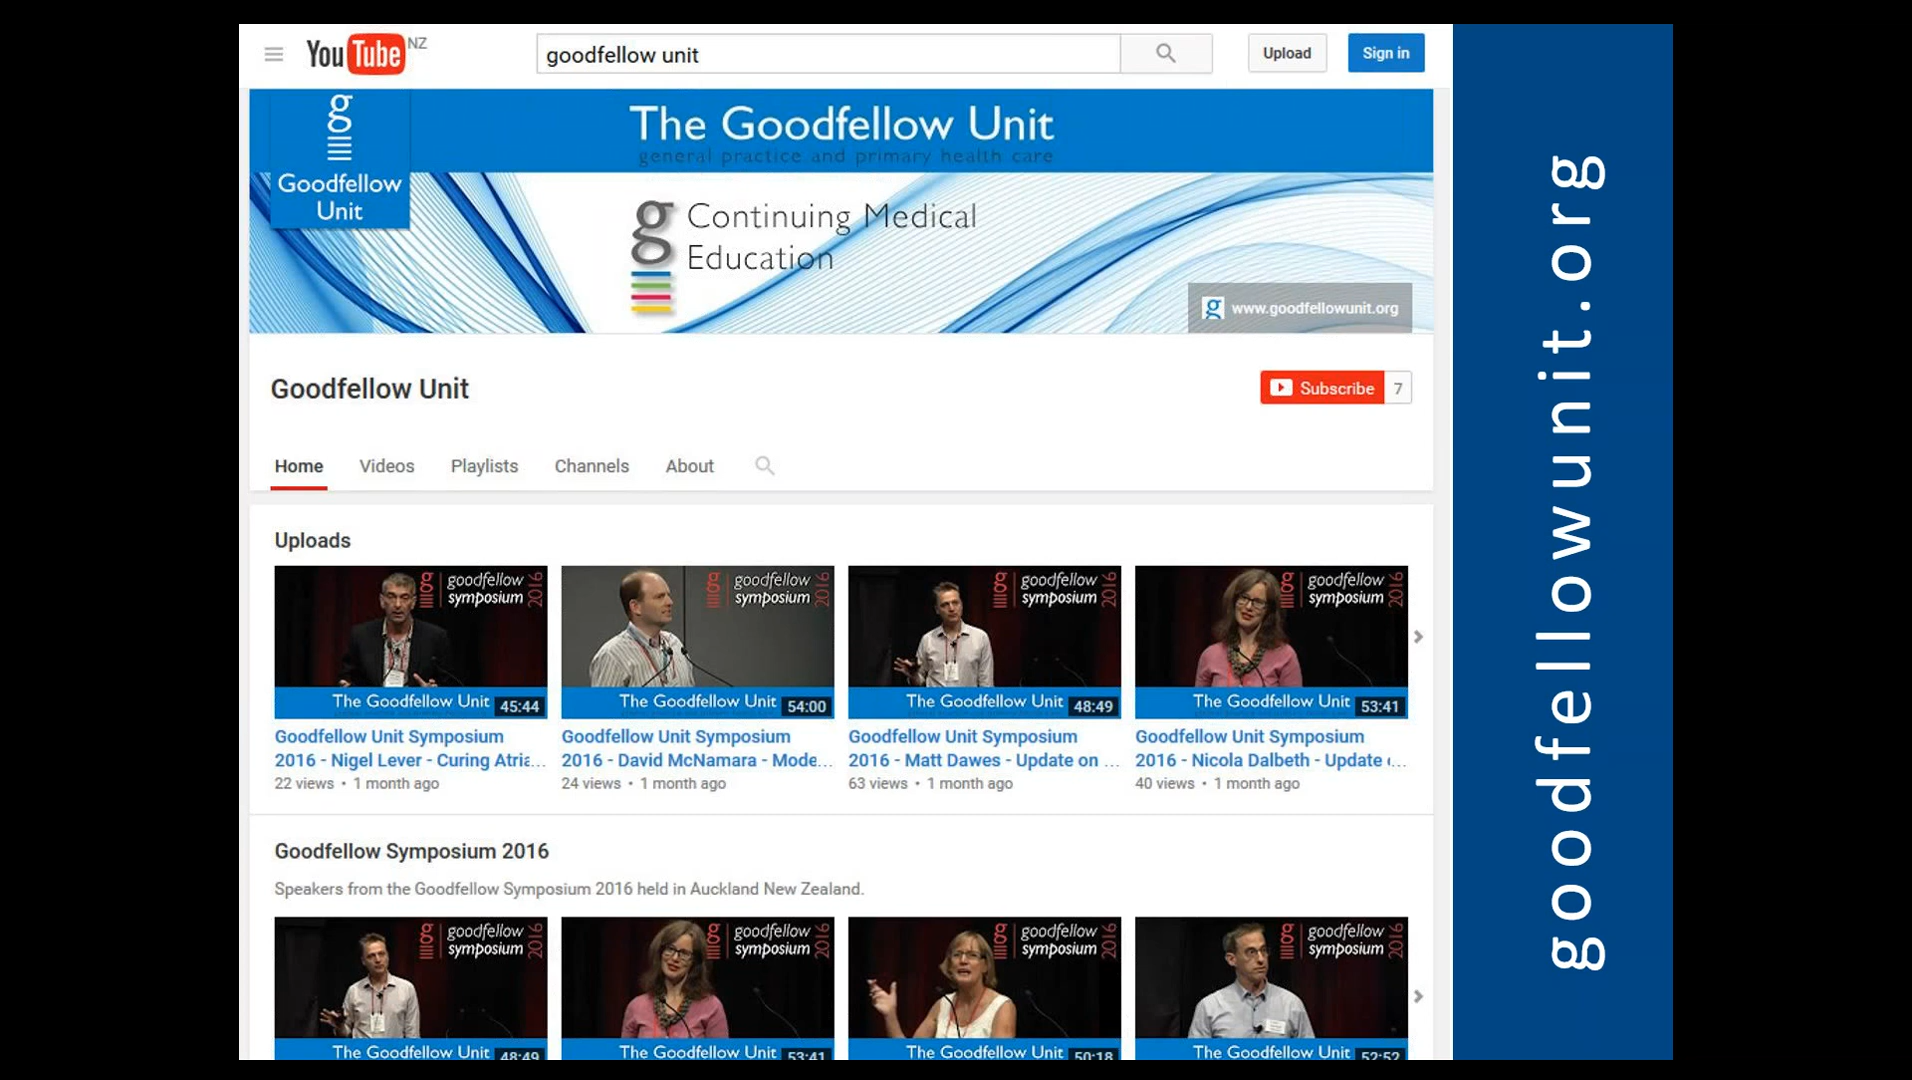 YouTube NZ
goodfellow unit
Upload
Sign in
g
Goodfellow
Unit
The Goodfellow Unit
general practice and primary health care
g Continuing Medical
Education
g www.goodfellowunit.org
Goodfellow Unit
Subscribe 7
Home Videos Playlists Channels About
Uploads
g goodfellow
symposium 2016
g goodfellow
symposium 2016
g goodfellow
symposium 2016
g goodfellow
symposium 2016
The Goodfellow Unit 45:44
The Goodfellow Unit 54:00
The Goodfellow Unit 48:49
The Goodfellow Unit 53:41
Goodfellow Unit Symposium
2016 - Nigel Lever - Curing Atria...
22 views • 1 month ago
Goodfellow Unit Symposium
2016 - David McNamara - Mode...
24 views • 1 month ago
Goodfellow Unit Symposium
2016 - Matt Dawes - Update on ...
63 views • 1 month ago
Goodfellow Unit Symposium
2016 - Nicola Dalbeth - Update ...
40 views • 1 month ago
Goodfellow Symposium 2016
Speakers from the Goodfellow Symposium 2016 held in Auckland New Zealand.
g goodfellow
symposium 2016
g goodfellow
symposium 2016
g goodfellow
symposium 2016
g goodfellow
symposium 2016
The Goodfellow Unit 48:49
The Goodfellow Unit 53:41
The Goodfellow Unit 50:18
The Goodfellow Unit 52:52
goodfellowunit.org